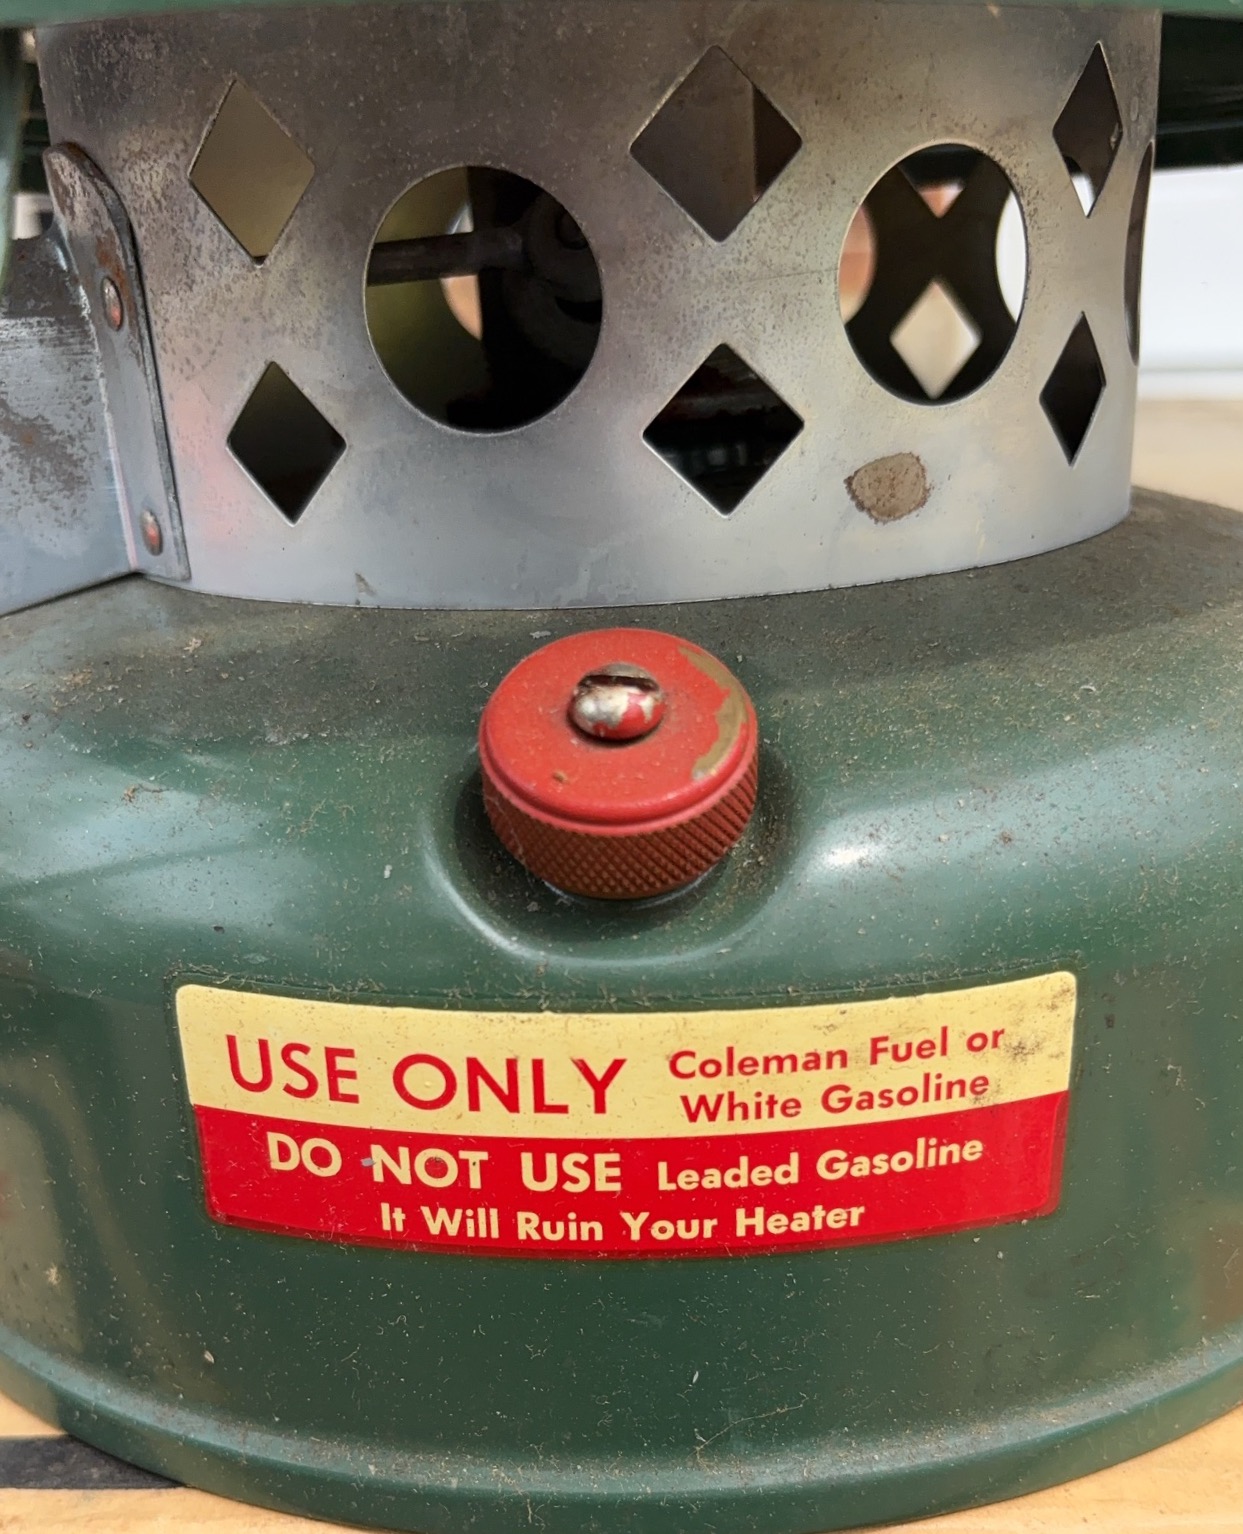 USE ONLY Coleman Fuel or
White Gasoline
DO NOT USE Leaded Gasoline
It Will Ruin Your Heater